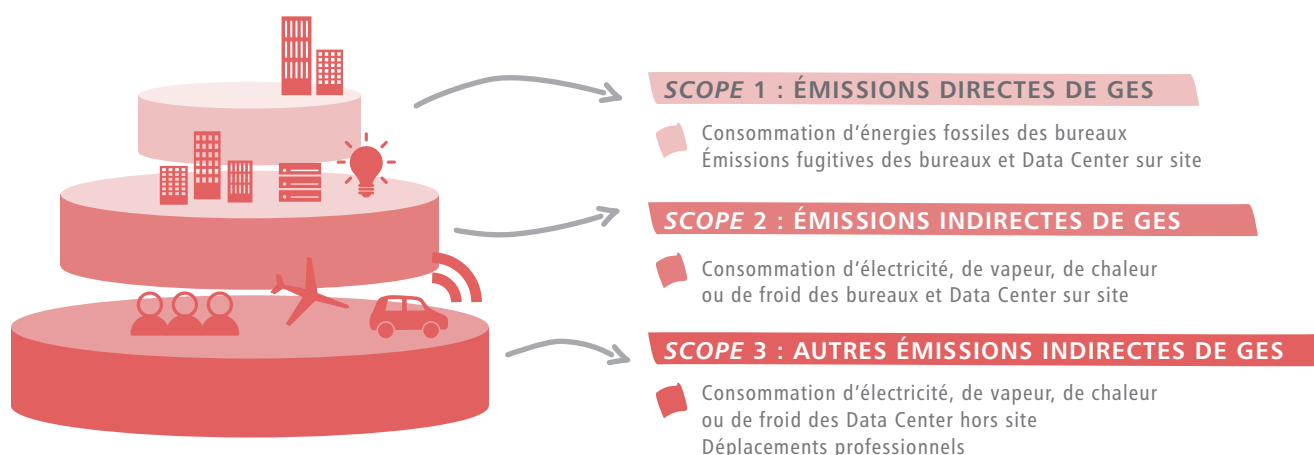 SCOPE 1 : ÉMISSIONS DIRECTES DE GES
Consommation d’énergies fossiles des bureaux
Émissions fugitives des bureaux et Data Center sur site
SCOPE 2 : ÉMISSIONS INDIRECTES DE GES
Consommation d’électricité, de vapeur, de chaleur
ou de froid des bureaux et Data Center sur site
SCOPE 3 : AUTRES ÉMISSIONS INDIRECTES DE GES
Consommation d’électricité, de vapeur, de chaleur
ou de froid des Data Center hors site
Déplacements professionnels